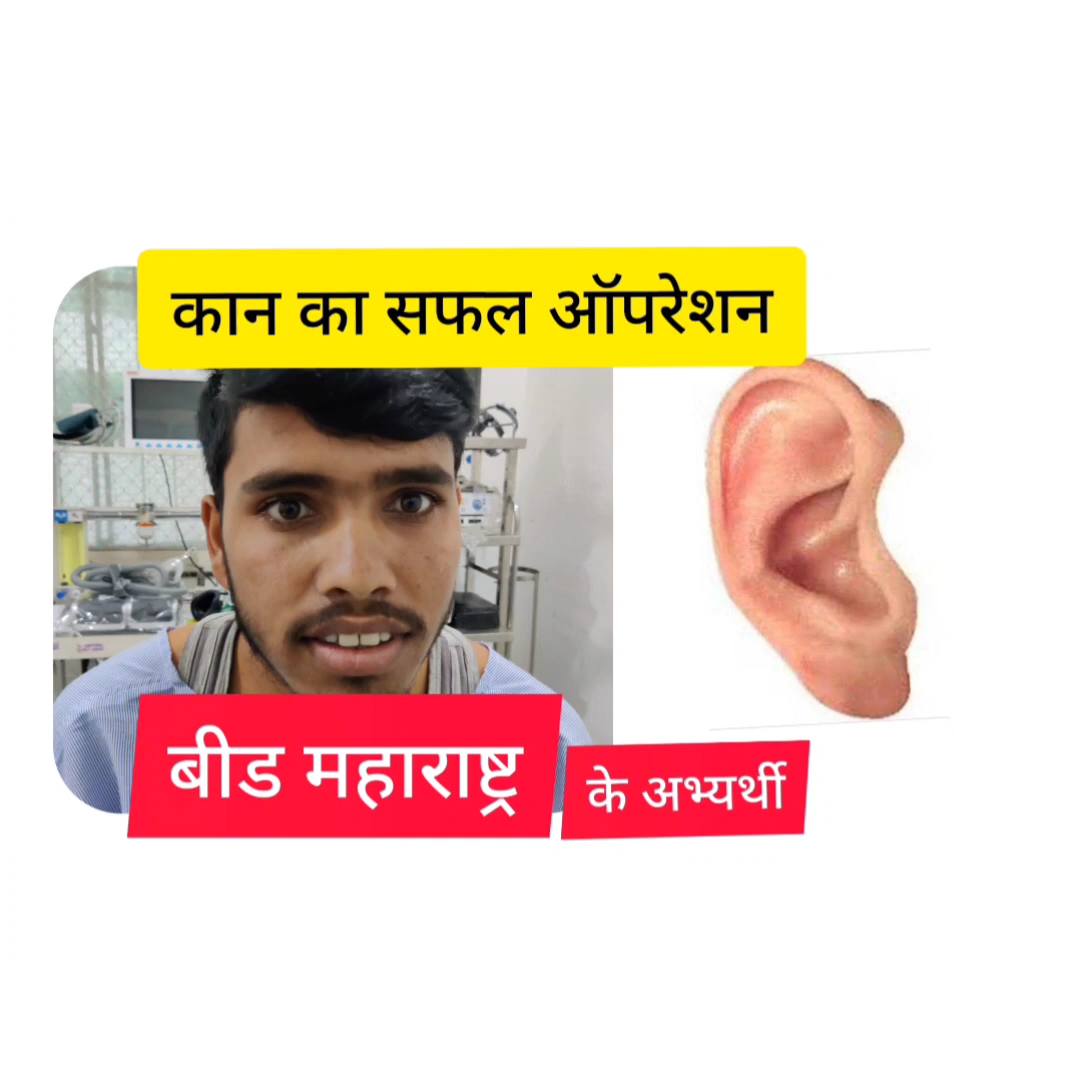 कान का सफल ऑपरेशन
बीड महाराष्ट्र
के अभ्यर्थी